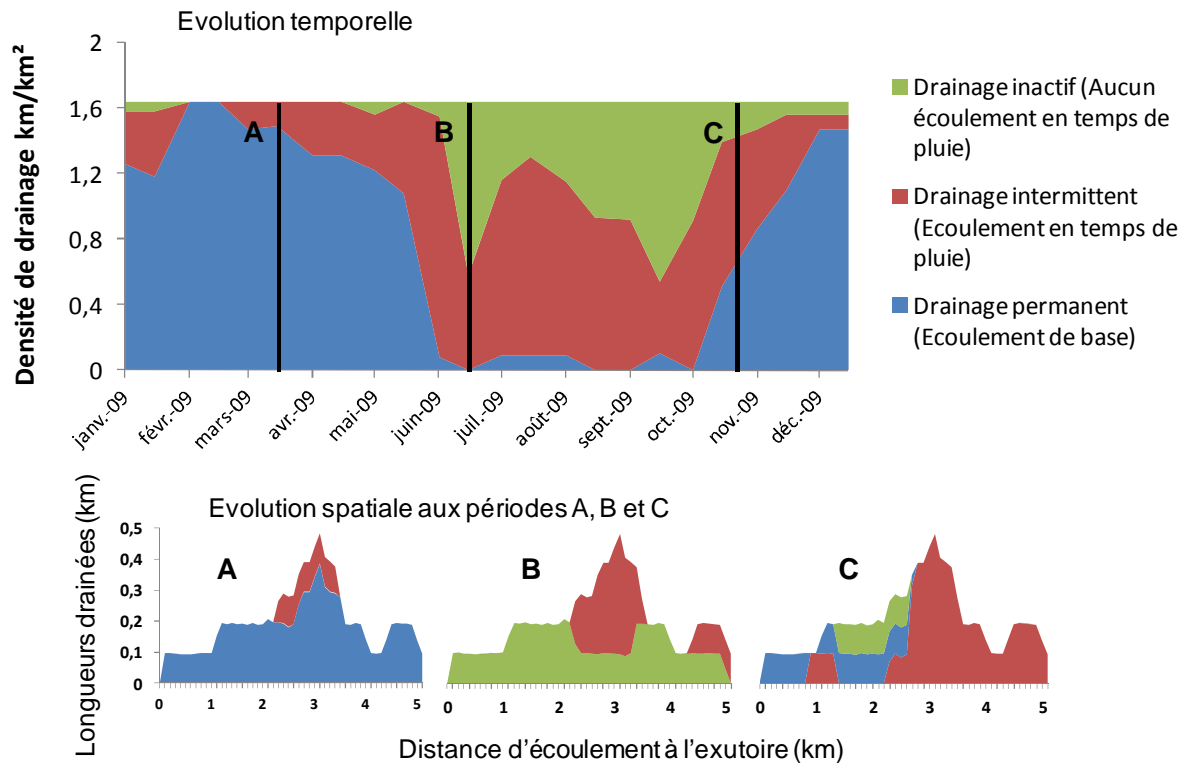 Evolution temporelle
Densité de drainage km/km²
2
1,6
1,2
0,8
0,4
0
A
B
C
janv.-09
févr.-09
mars-09
avr.-09
mai-09
juin-09
juil.-09
août-09
sept.-09
oct.-09
nov.-09
déc.-09
Drainage inactif (Aucun
écoulement en temps de
pluie)
Drainage intermittent
(Ecoulement en temps de
pluie)
Drainage permanent
(Ecoulement de base)
Evolution spatiale aux périodes A, B et C
Longueurs drainées (km)
0,5
0,4
0,3
0,2
0,1
0
A
B
C
0 1 2 3 4 5
0 1 2 3 4 5
0 1 2 3 4 5
Distance d'écoulement à l'exutoire (km)